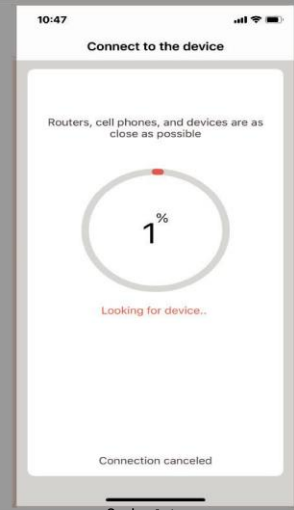 10:47
Connect to the device
Routers, cell phones, and devices are as
close as possible
1%
Looking for device..
Connection canceled